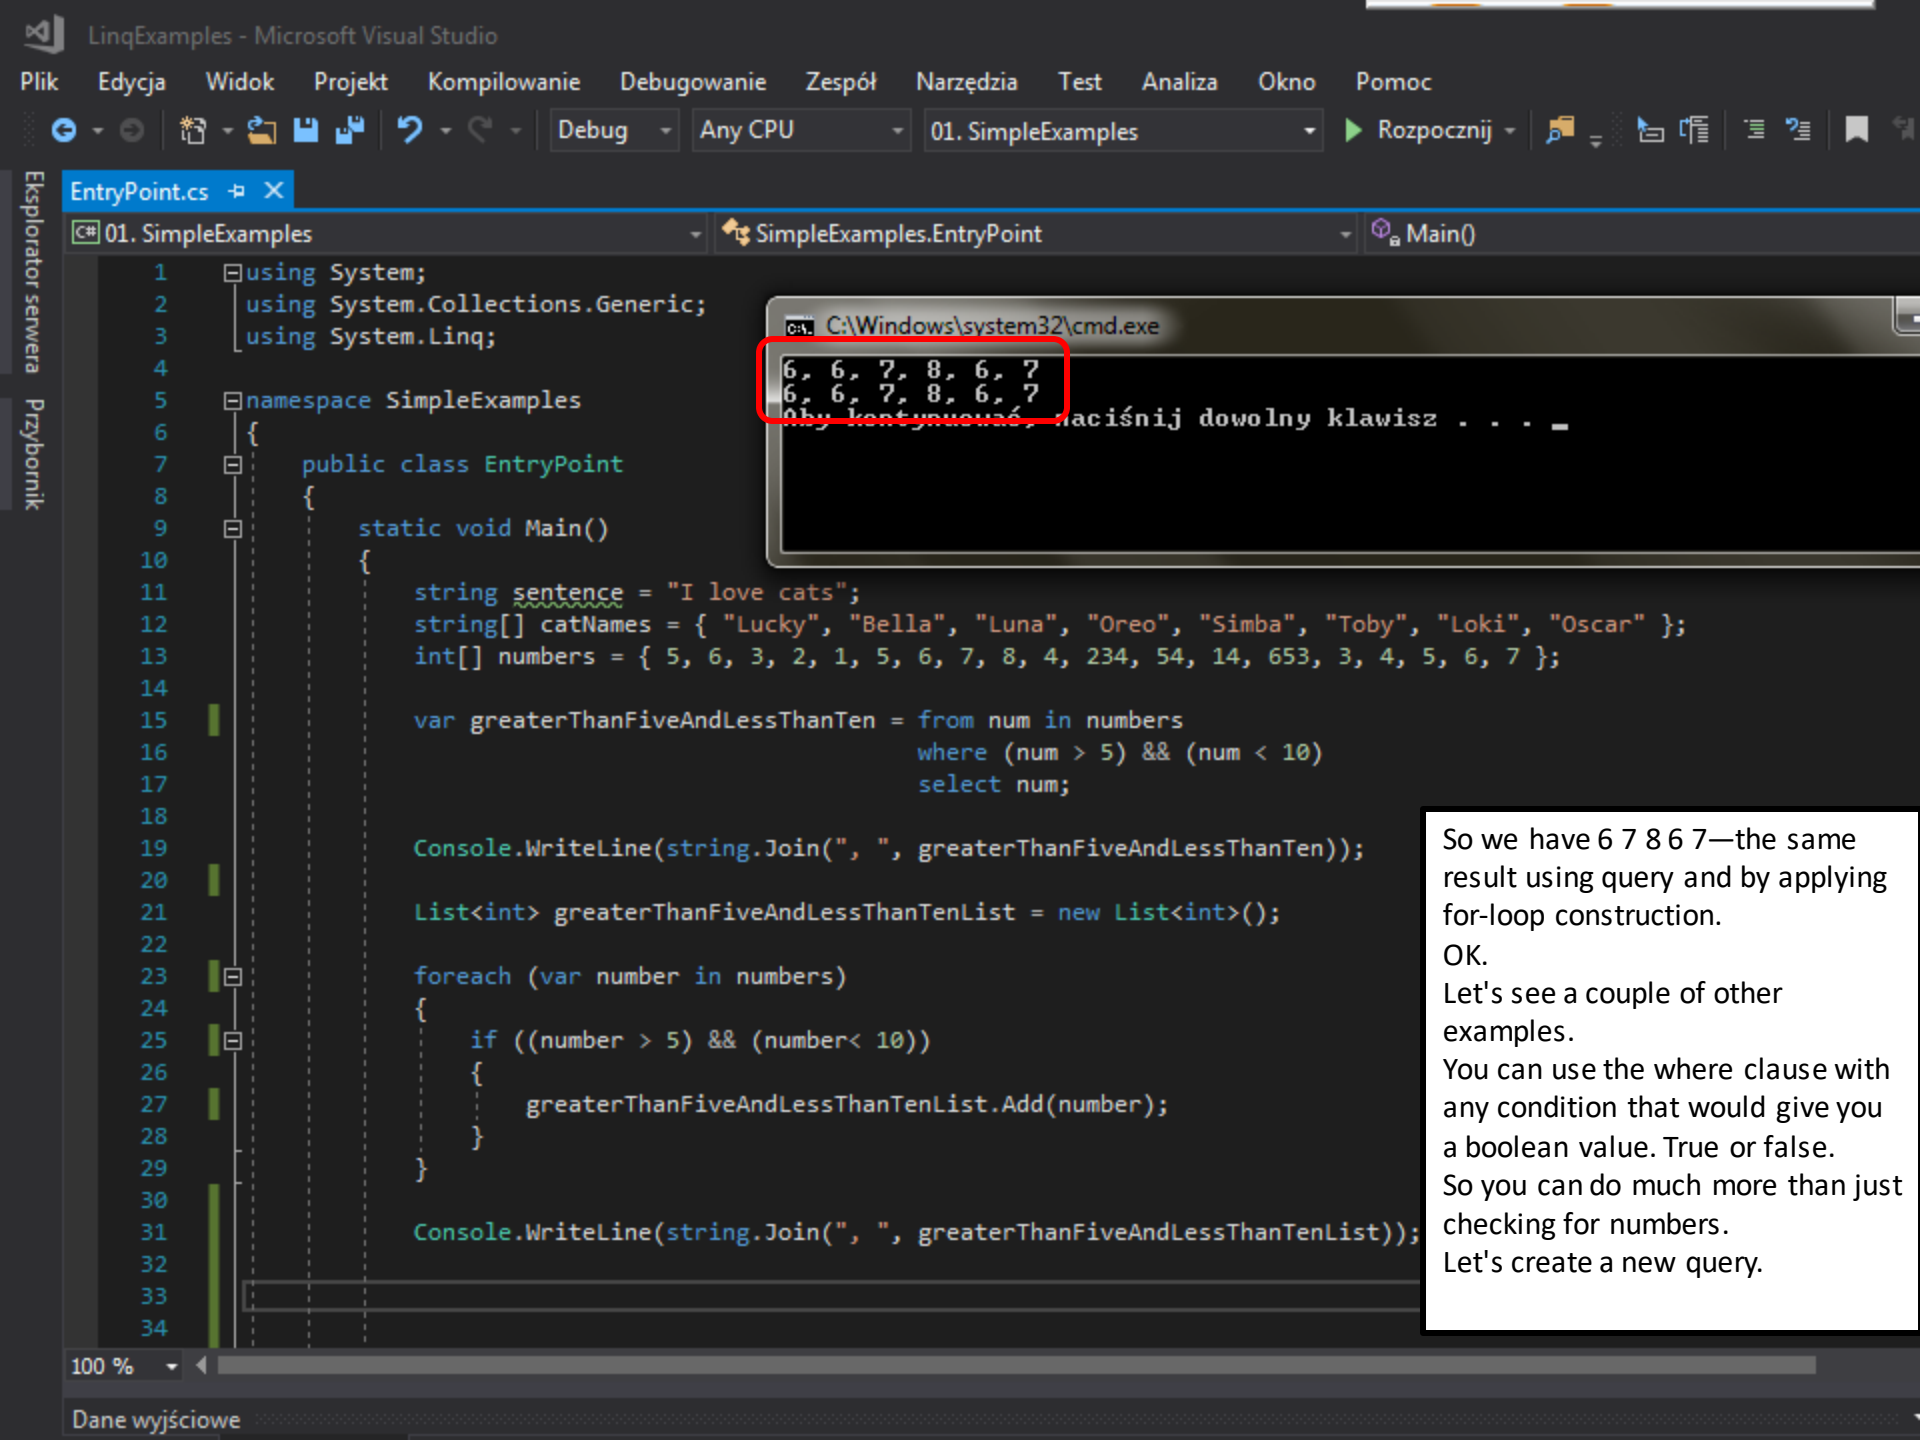 LinqExamples - Microsoft Visual Studio
Plik Edycja Widok Projekt Kompilowanie Debugowanie Zespół Narzędzia Test Analiza Okno Pomoc
Debug Any CPU 01. SimpleExamples Rozpocznij
Eksplorator serwera
Przybornik
EntryPoint.cs
C# 01. SimpleExamples SimpleExamples.EntryPoint Main()
1 using System;
2 using System.Collections.Generic;
3 using System.Linq;
4
5 namespace SimpleExamples
6 {
7 public class EntryPoint
8 {
9 static void Main()
10 {
11 string sentence = "I love cats";
12 string[] catNames = { "Lucky", "Bella", "Luna", "Oreo", "Simba", "Toby", "Loki", "Oscar" };
13 int[] numbers = { 5, 6, 3, 2, 1, 5, 6, 7, 8, 4, 234, 54, 14, 653, 3, 4, 5, 6, 7 };
14
15 var greaterThanFiveAndLessThanTen = from num in numbers
16 where (num > 5) && (num < 10)
17 select num;
18
19 Console.WriteLine(string.Join(", ", greaterThanFiveAndLessThanTen));
20
21 List<int> greaterThanFiveAndLessThanTenList = new List<int>();
22
23 foreach (var number in numbers)
24 {
25 if ((number > 5) && (number< 10))
26 {
27 greaterThanFiveAndLessThanTenList.Add(number);
28 }
29 }
30
31 Console.WriteLine(string.Join(", ", greaterThanFiveAndLessThanTenList));
32
33
34
C:\Windows\system32\cmd.exe
6, 6, 7, 8, 6, 7
6, 6, 7, 8, 6, 7
Aby kontynuować, naciśnij dowolny klawisz . . . _
So we have 6 7 8 6 7—the same
result using query and by applying
for-loop construction.
OK.
Let's see a couple of other
examples.
You can use the where clause with
any condition that would give you
a boolean value. True or false.
So you can do much more than just
checking for numbers.
Let's create a new query.
100 %
Dane wyjściowe